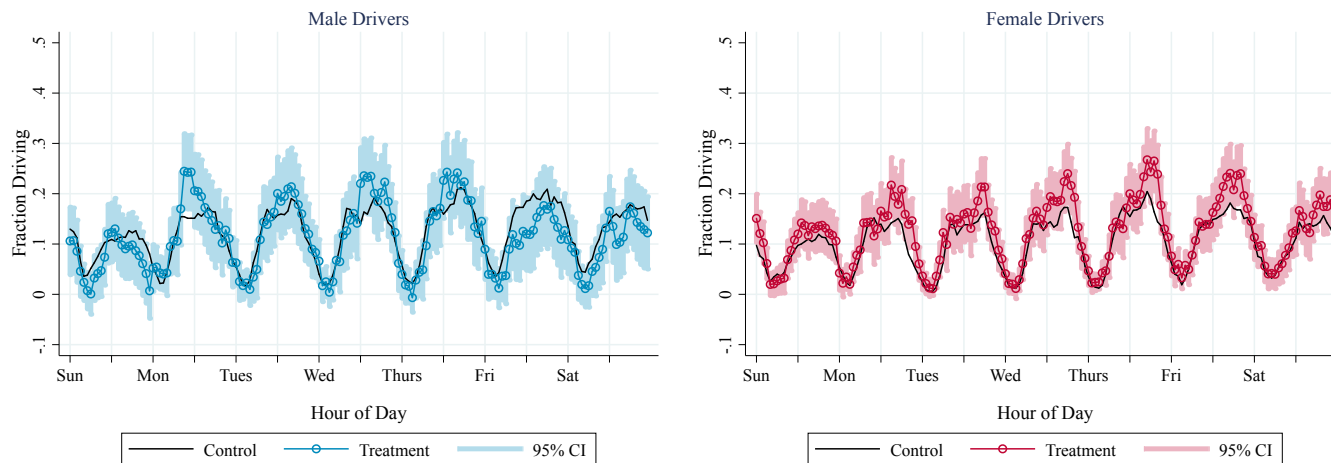 Male Drivers
Fraction Driving
.5
.4
.3
.2
.1
0
-.1
Sun Mon Tues Wed Thurs Fri Sat
Hour of Day
Control Treatment 95% CI
Female Drivers
Fraction Driving
.5
.4
.3
.2
.1
0
-.1
Sun Mon Tues Wed Thurs Fri Sat
Hour of Day
Control Treatment 95% CI